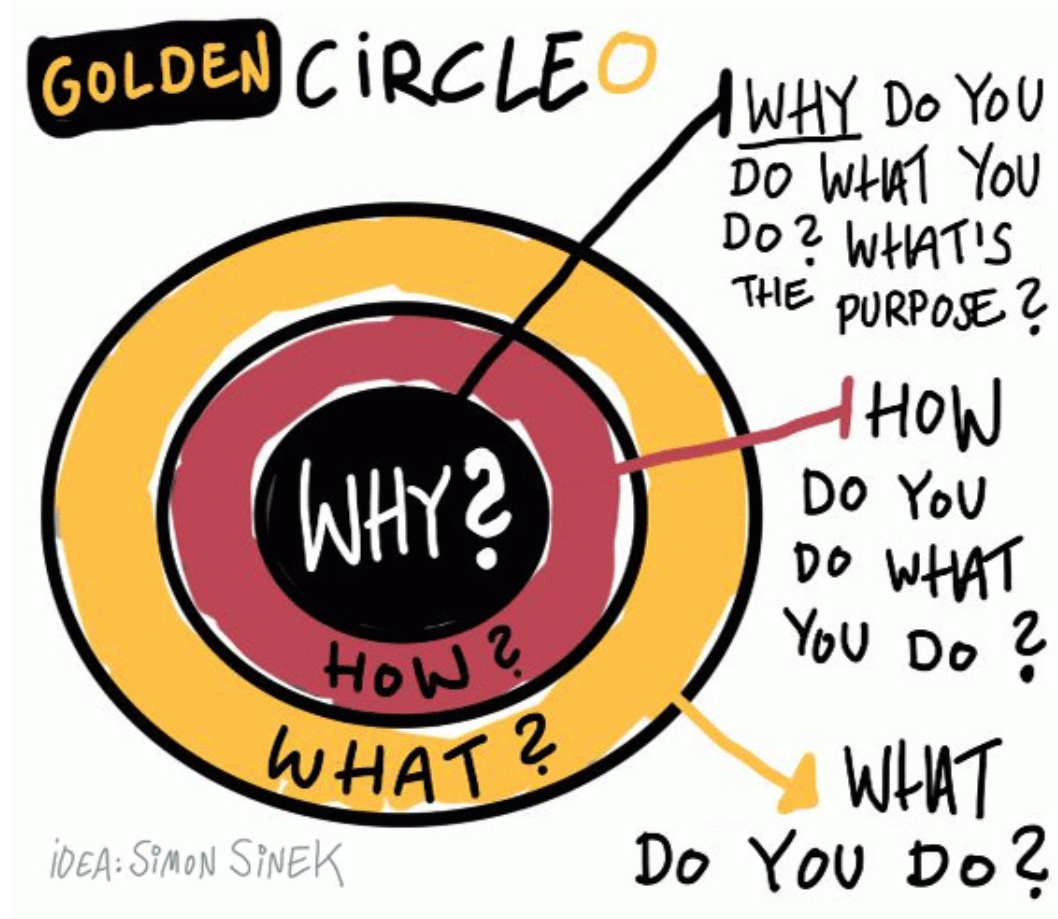 GOLDEN CiRCLE
WHY DO YOU
DO WHAT YOU
DO? WHAT'S
THE PURPOSE?
HOW
DO YOU
DO WHAT
YOU DO?
WHY?
HOW?
WHAT?
WHAT
DO YOU DO?
iDEA: SiMON SiNEK